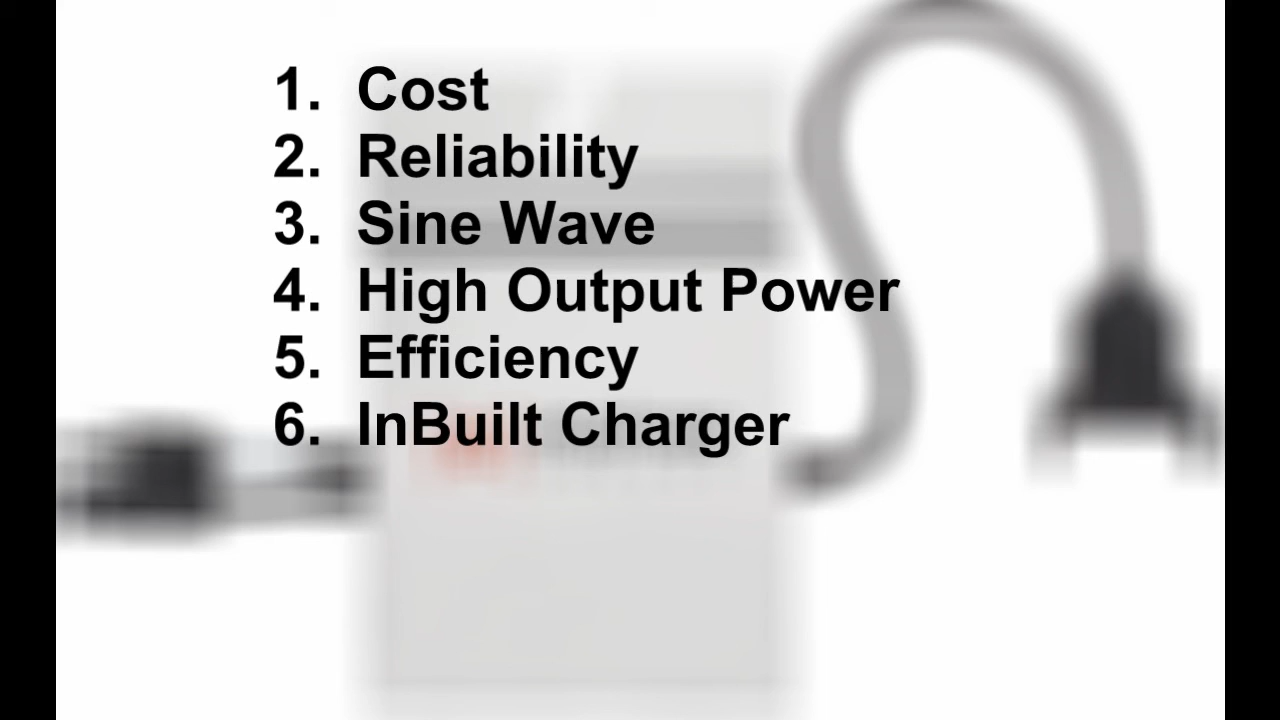 1. Cost
2. Reliability
3. Sine Wave
4. High Output Power
5. Efficiency
6. InBuilt Charger